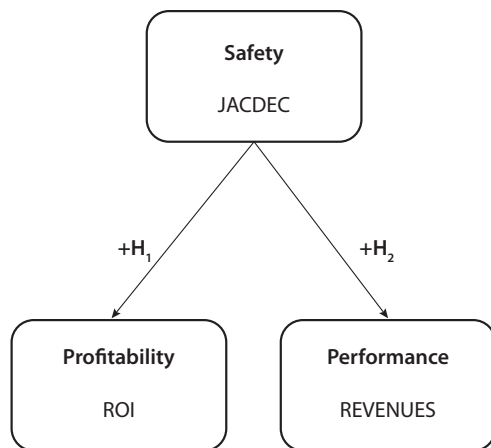 Safety
JACDEC
+H₁
+H₂
Profitability
ROI
Performance
REVENUES